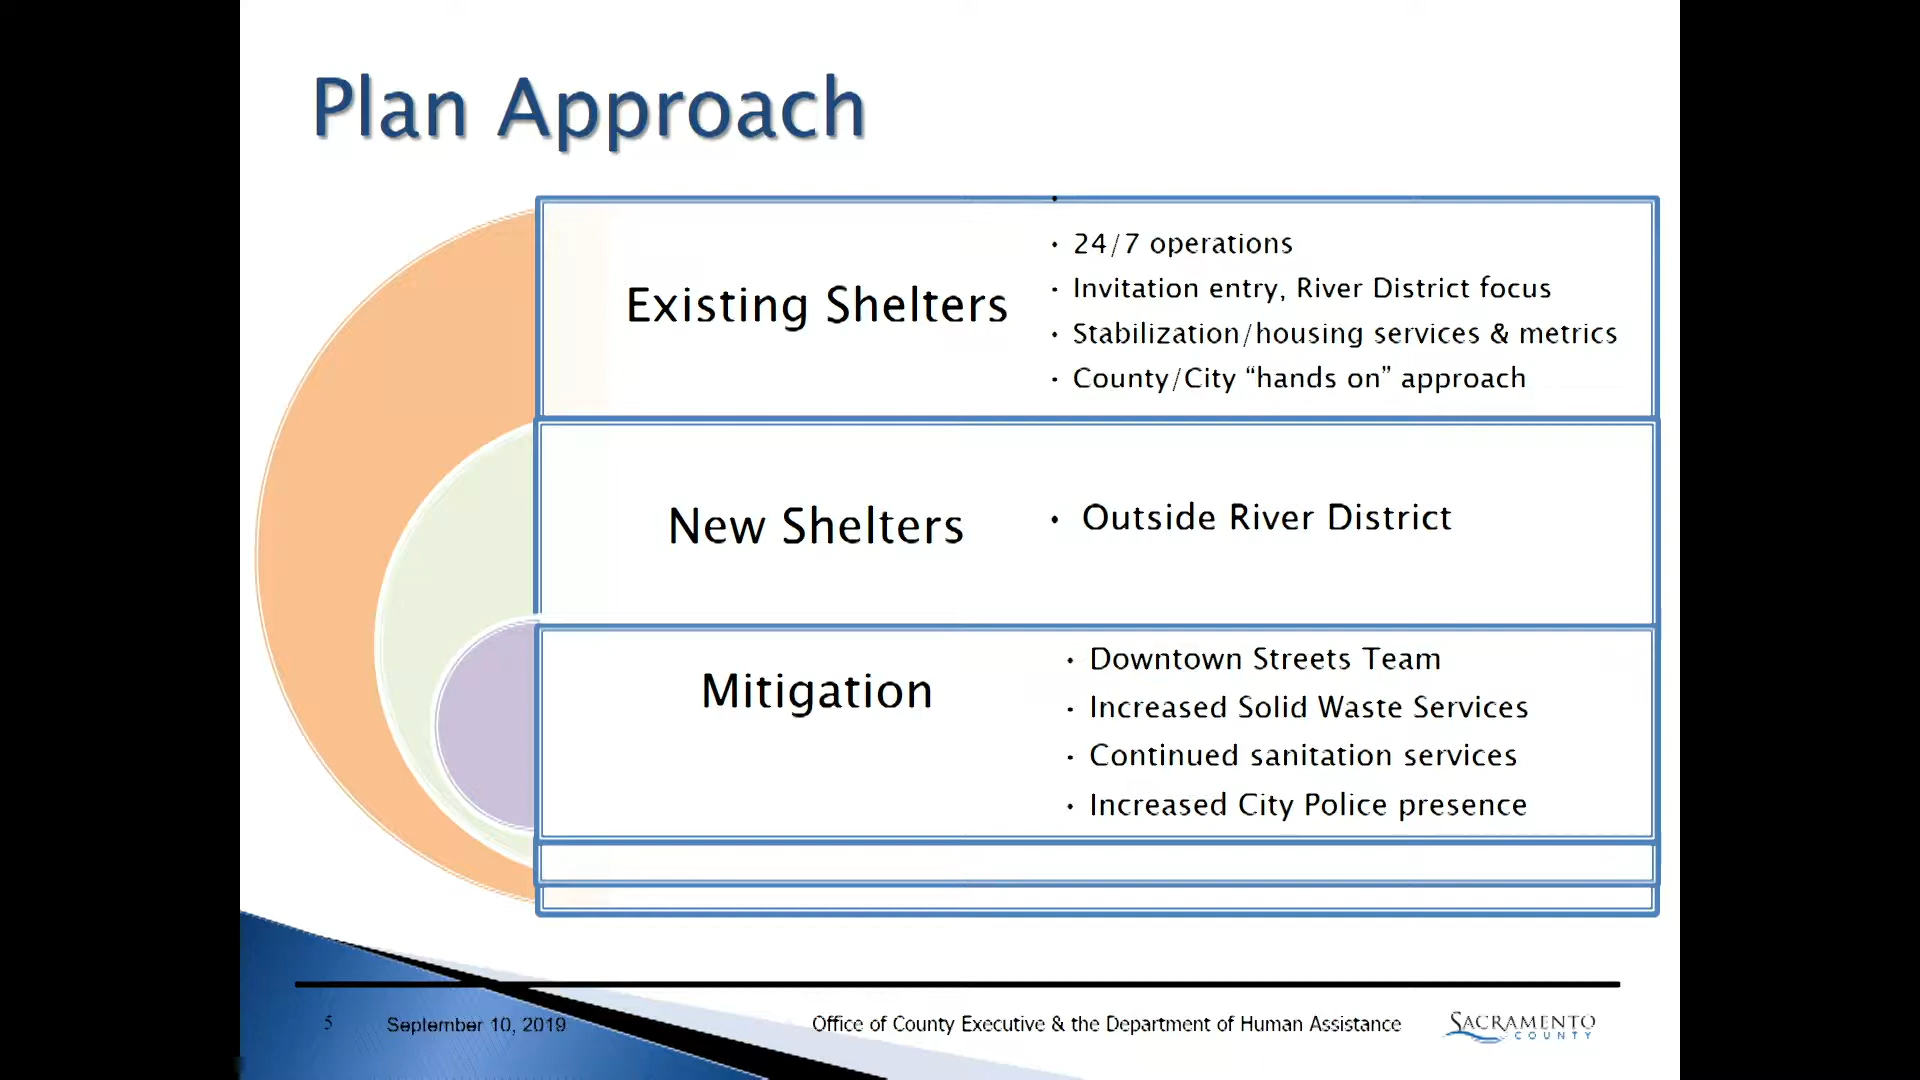 Plan Approach
Existing Shelters
• 24/7 operations
• Invitation entry, River District focus
• Stabilization/housing services & metrics
• County/City “hands on” approach
New Shelters
• Outside River District
Mitigation
• Downtown Streets Team
• Increased Solid Waste Services
• Continued sanitation services
• Increased City Police presence
5
September 10, 2019
Office of County Executive & the Department of Human Assistance
SACRAMENTO
COUNTY